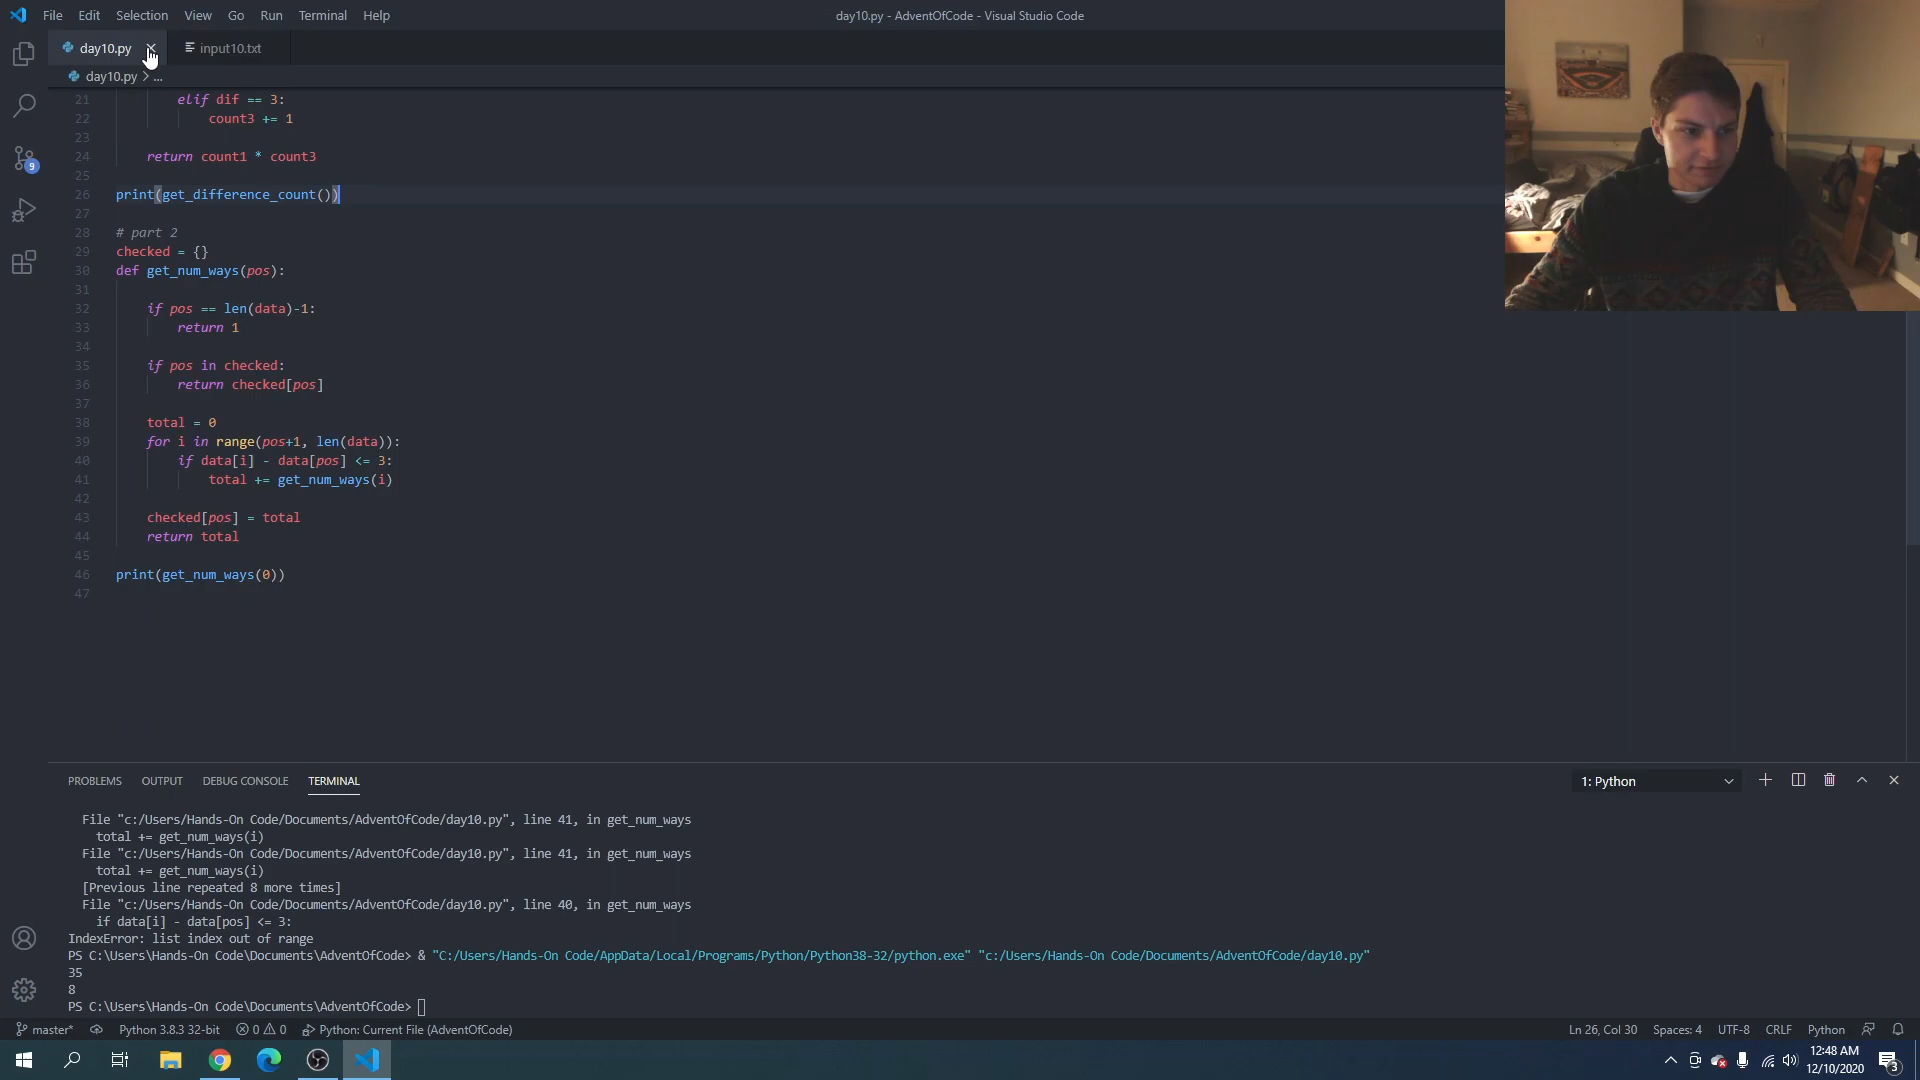 File Edit Selection View Go Run Terminal Help
day10.py - AdventOfCode - Visual Studio Code
day10.py
input10.txt
day10.py > ...
21 elif dif == 3:
22 count3 += 1
23
24 return count1 * count3
25
26 print(get_difference_count())
27
28 # part 2
29 checked = {}
30 def get_num_ways(pos):
31
32 if pos == len(data)-1:
33 return 1
34
35 if pos in checked:
36 return checked[pos]
37
38 total = 0
39 for i in range(pos+1, len(data)):
40 if data[i] - data[pos] <= 3:
41 total += get_num_ways(i)
42
43 checked[pos] = total
44 return total
45
46 print(get_num_ways(0))
47
9
PROBLEMS OUTPUT DEBUG CONSOLE TERMINAL
1: Python
File "c:/Users/Hands-On Code/Documents/AdventOfCode/day10.py", line 41, in get_num_ways
total += get_num_ways(i)
File "c:/Users/Hands-On Code/Documents/AdventOfCode/day10.py", line 41, in get_num_ways
total += get_num_ways(i)
[Previous line repeated 8 more times]
File "c:/Users/Hands-On Code/Documents/AdventOfCode/day10.py", line 40, in get_num_ways
if data[i] - data[pos] <= 3:
IndexError: list index out of range
PS C:\Users\Hands-On Code\Documents\AdventOfCode> & "C:/Users/Hands-On Code/AppData/Local/Programs/Python/Python38-32/python.exe" "c:/Users/Hands-On Code/Documents/AdventOfCode/day10.py"
35
8
PS C:\Users\Hands-On Code\Documents\AdventOfCode>
master* Python 3.8.3 32-bit 0 0 Python: Current File (AdventOfCode)
Ln 26, Col 30 Spaces: 4 UTF-8 CRLF Python
12:48 AM
12/10/2020
3